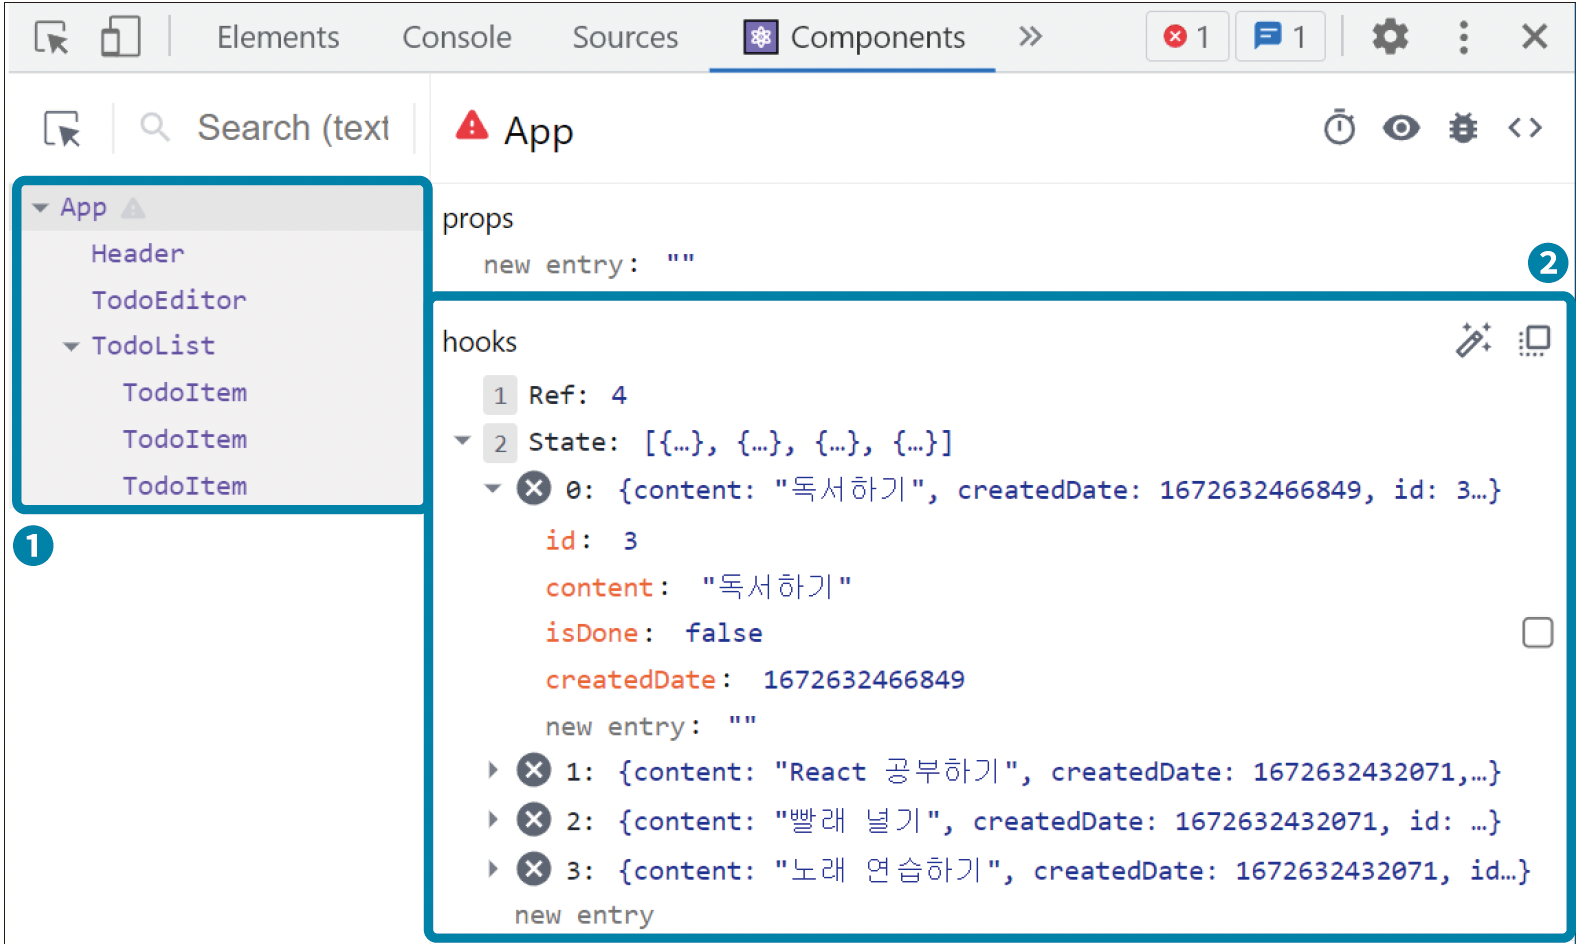 Elements Console Sources Components 1 1
Search (text App
App
Header
TodoEditor
TodoList
TodoItem
TodoItem
TodoItem
1
props
new entry: ""
2
hooks
1 Ref: 4
2 State: [{…}, {…}, {…}, {…}]
0: {content: "독서하기", createdDate: 1672632466849, id: 3…}
id: 3
content: "독서하기"
isDone: false
createdDate: 1672632466849
new entry: ""
1: {content: "React 공부하기", createdDate: 1672632432071,…}
2: {content: "빨래 널기", createdDate: 1672632432071, id: …}
3: {content: "노래 연습하기", createdDate: 1672632432071, id…}
new entry